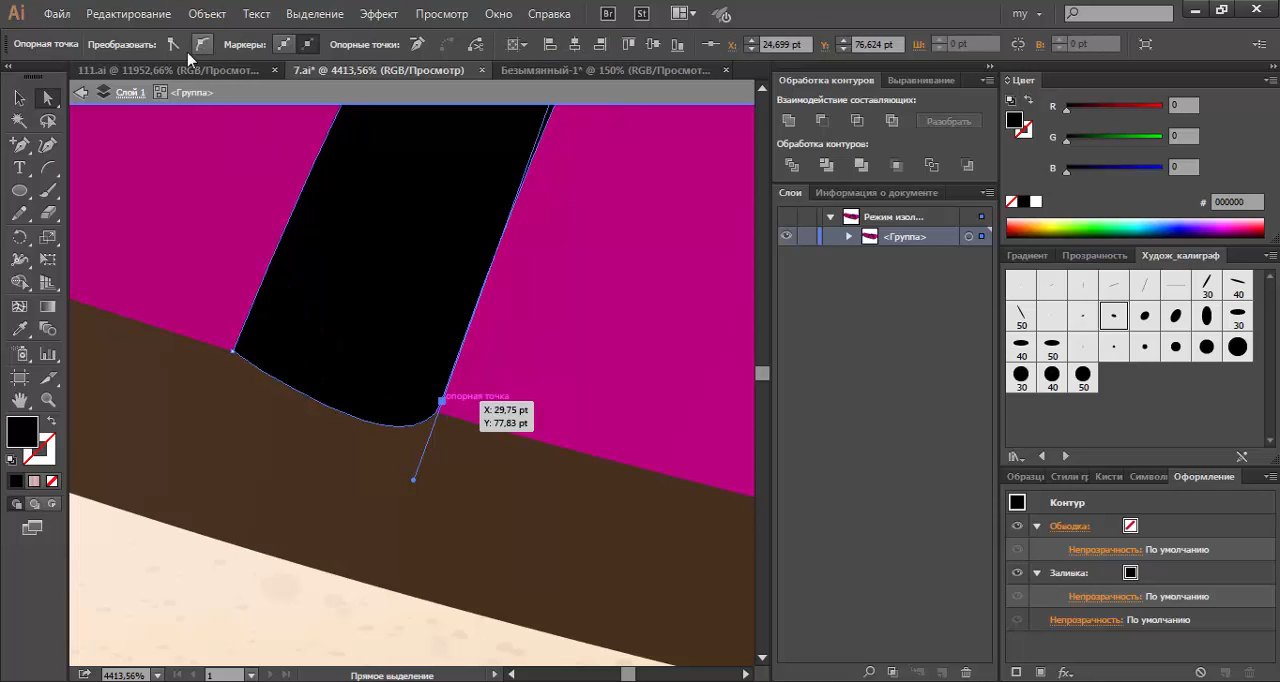 Ai Файл Редактирование Объект Текст Выделение Эффект Просмотр Окно Справка Br St my
Опорная точка Преобразовать: Маркеры: Опорные точки: X: 24,699 pt Y: 76,624 pt Ш: 0 pt В: 0 pt
111.ai @ 11952,66% (RGB/Просмот... × 7.ai* @ 4413,56% (RGB/Просмотр) × Безымянный-1* @ 150% (RGB/Просмот... ×
Слой 1 <Группа>
опорная точка
X: 29,75 pt
Y: 77,83 pt
4413,56% 1 Прямое выделение
Обработка контуров Выравнивание
Взаимодействие составляющих:
Разобрать
Обработка контуров:
Слои Информация о документе
Режим изол...
<Группа>
Цвет
R 0
G 0
B 0
# 000000
Градиент Прозрачность Худож_калиграф
30 40
50 30
40 50
30 40 50
Образцы Стили гр Кисти Символ Оформление
Контур
Обводка:
Непрозрачность: По умолчанию
Заливка:
Непрозрачность: По умолчанию
Непрозрачность: По умолчанию
fx